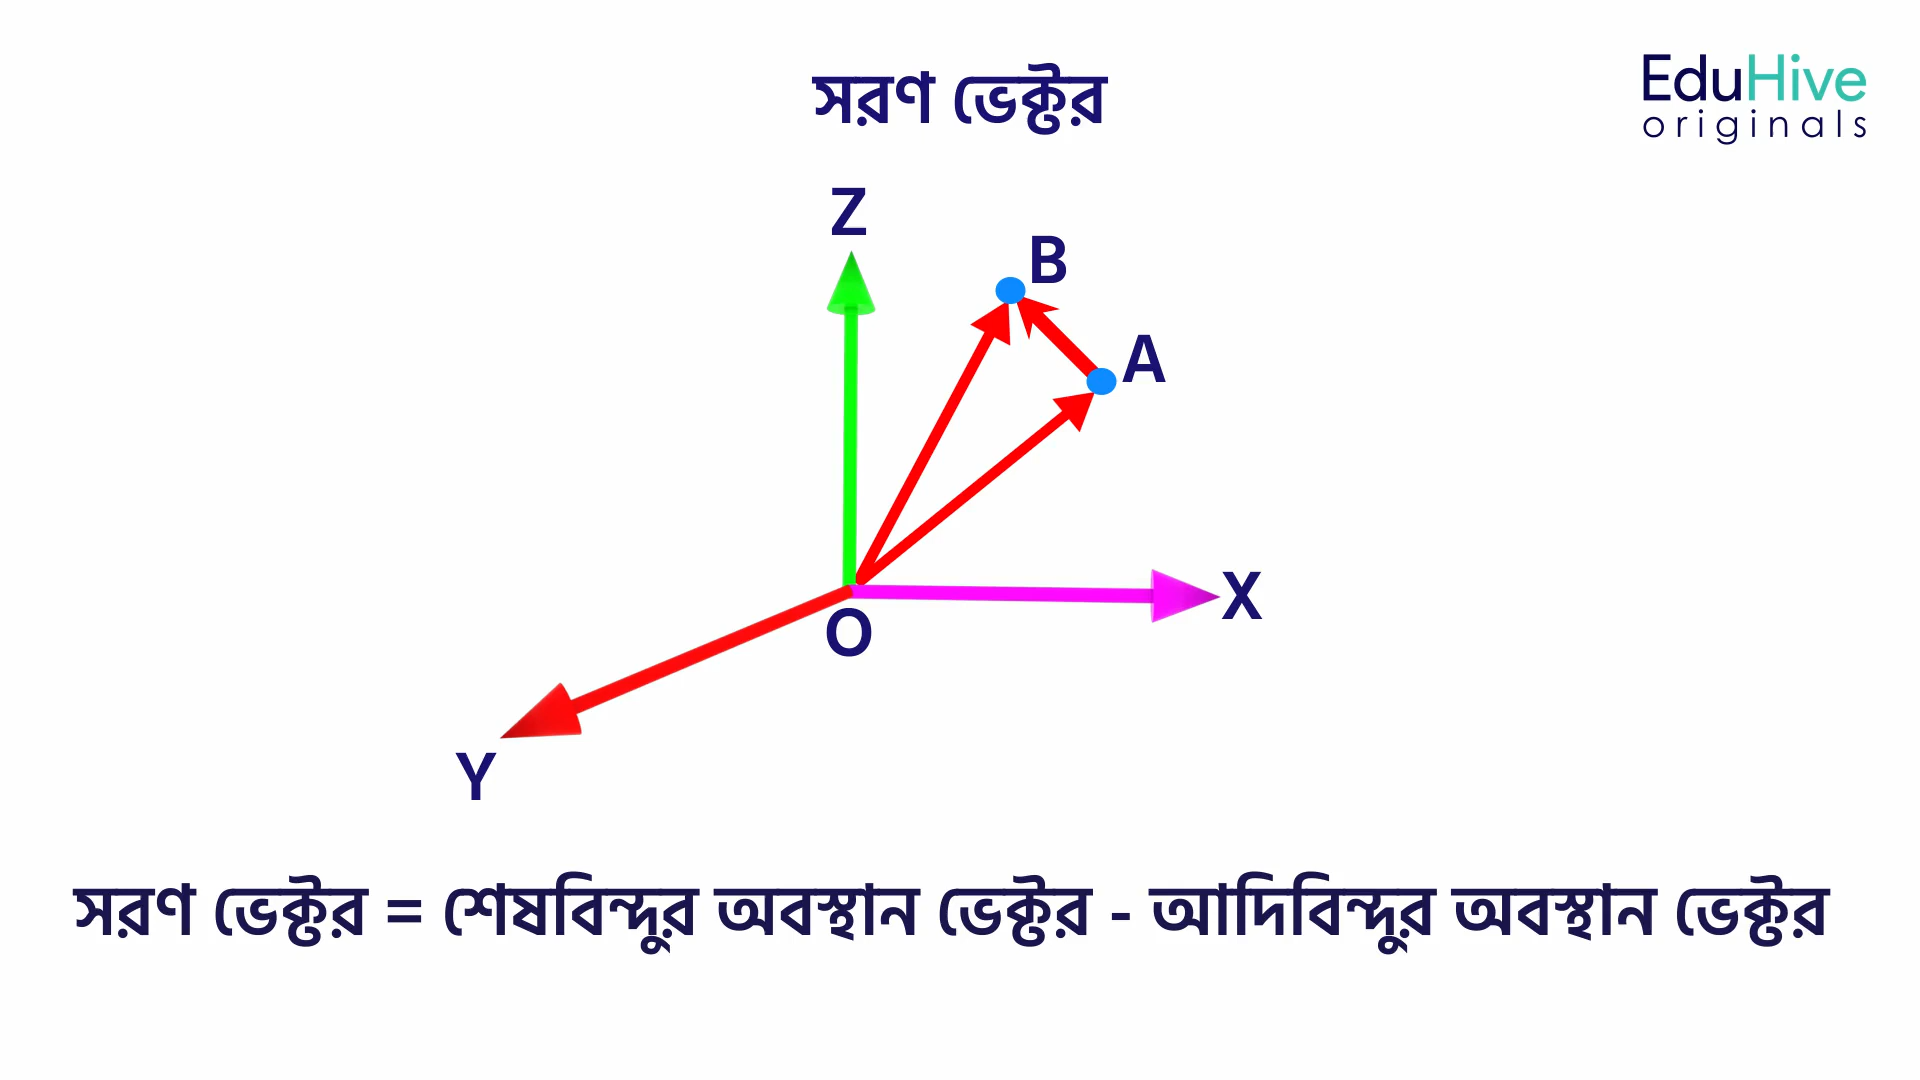 সরণ ভেক্টর
EduHive
originals
Z
B
A
X
O
Y
সরণ ভেক্টর = শেষবিন্দুর অবস্থান ভেক্টর - আদিবিন্দুর অবস্থান ভেক্টর